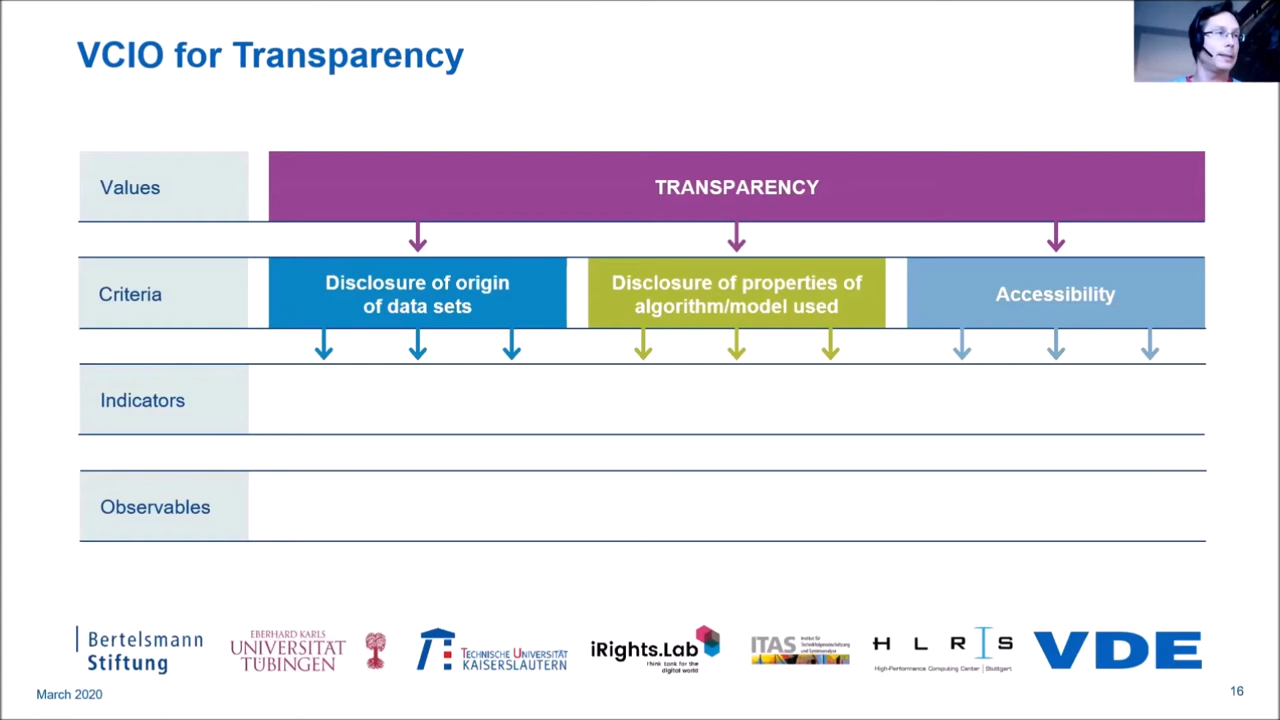 VCIO for Transparency
Values
TRANSPARENCY
Criteria
Disclosure of origin
of data sets
Disclosure of properties of
algorithm/model used
Accessibility
Indicators
Observables
Bertelsmann
Stiftung
EBERHARD KARLS
UNIVERSITÄT
TÜBINGEN
TECHNISCHE UNIVERSITÄT
KAISERSLAUTERN
iRights.Lab
Think tank for the
digital world
ITAS
Institut für
Technikfolgenabschätzung
und Systemanalyse
HLRIS
High-Performance Computing Center | Stuttgart
VDE
March 2020
16